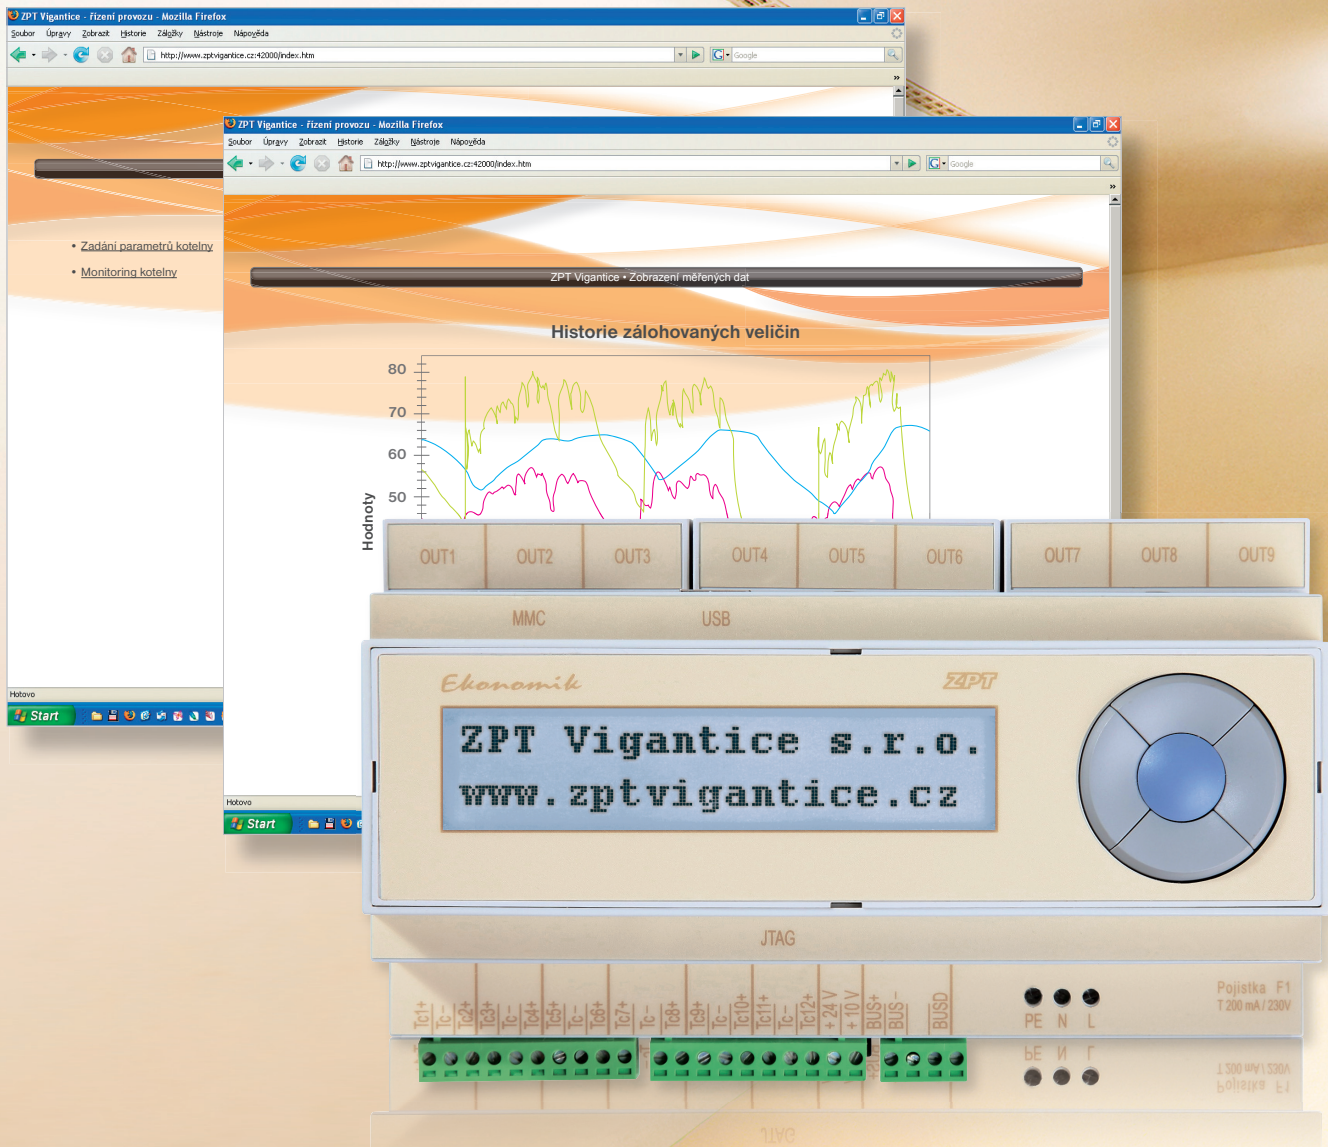 ZPT Vigantice - řízení provozu - Mozilla Firefox
Soubor Úpravy Zobrazit Historie Záložky Nástroje Nápověda
http://www.zptvigantice.cz:42000/index.htm
Google
• Zadání parametrů kotelny
• Monitoring kotelny
Hotovo
Start
ZPT Vigantice - řízení provozu - Mozilla Firefox
Soubor Úpravy Zobrazit Historie Záložky Nástroje Nápověda
http://www.zptvigantice.cz:42000/index.htm
Google
ZPT Vigantice • Zobrazení měřených dat
Historie zálohovaných veličin
80
70
60
50
Hodnoty
Hotovo
Start
OUT1 OUT2 OUT3 OUT4 OUT5 OUT6 OUT7 OUT8 OUT9
MMC USB
Ekonomik ZPT
ZPT Vigantice s.r.o.
www.zptvigantice.cz
JTAG
Tc1+ Tc- Tc2+ Tc3+ Tc- Tc4+ Tc5+ Tc- Tc6+ Tc7+ Tc- Tc8+ Tc9+ Tc- Tc10+ Tc11+ Tc- Tc12+ + 24 V + 10 V BUS+ BUS- BUSD
PE N L
Pojistka F1
T 200 mA / 230V